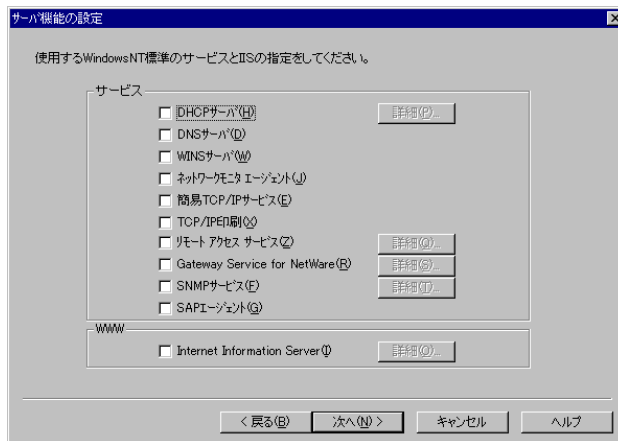 サーバ機能の設定
使用するWindowsNT標準のサービスとIISの指定をしてください。
サービス
DHCPサーバ(H) 詳細(P)...
DNSサーバ(D)
WINSサーバ(W)
ネットワークモニタ エージェント(J)
簡易TCP/IPサービス(E)
TCP/IP印刷(X)
リモート アクセス サービス(Z) 詳細(Q)...
Gateway Service for NetWare(R) 詳細(S)...
SNMPサービス(F) 詳細(T)...
SAPエージェント(G)
WWW
Internet Information Server(I) 詳細(O)...
< 戻る(B) 次へ(N) > キャンセル ヘルプ